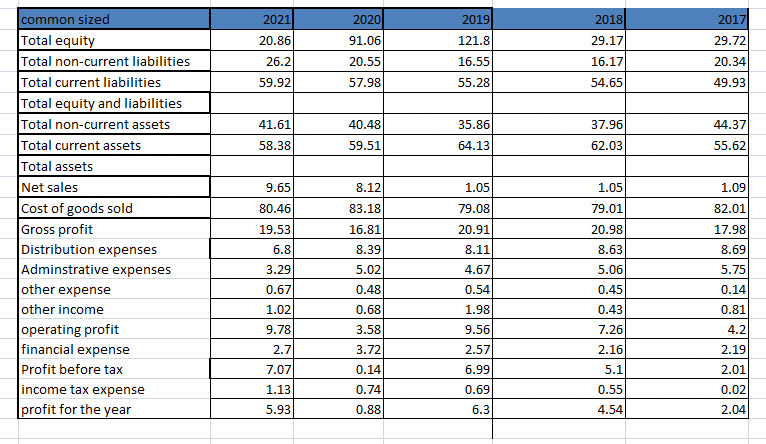 common sized 2021 2020 2019 2018 2017
Total equity 20.86 91.06 121.8 29.17 29.72
Total non-current liabilities 26.2 20.55 16.55 16.17 20.34
Total current liabilities 59.92 57.98 55.28 54.65 49.93
Total equity and liabilities
Total non-current assets 41.61 40.48 35.86 37.96 44.37
Total current assets 58.38 59.51 64.13 62.03 55.62
Total assets
Net sales 9.65 8.12 1.05 1.05 1.09
Cost of goods sold 80.46 83.18 79.08 79.01 82.01
Gross profit 19.53 16.81 20.91 20.98 17.98
Distribution expenses 6.8 8.39 8.11 8.63 8.69
Adminstrative expenses 3.29 5.02 4.67 5.06 5.75
other expense 0.67 0.48 0.54 0.45 0.14
other income 1.02 0.68 1.98 0.43 0.81
operating profit 9.78 3.58 9.56 7.26 4.2
financial expense 2.7 3.72 2.57 2.16 2.19
Profit before tax 7.07 0.14 6.99 5.1 2.01
income tax expense 1.13 0.74 0.69 0.55 0.02
profit for the year 5.93 0.88 6.3 4.54 2.04